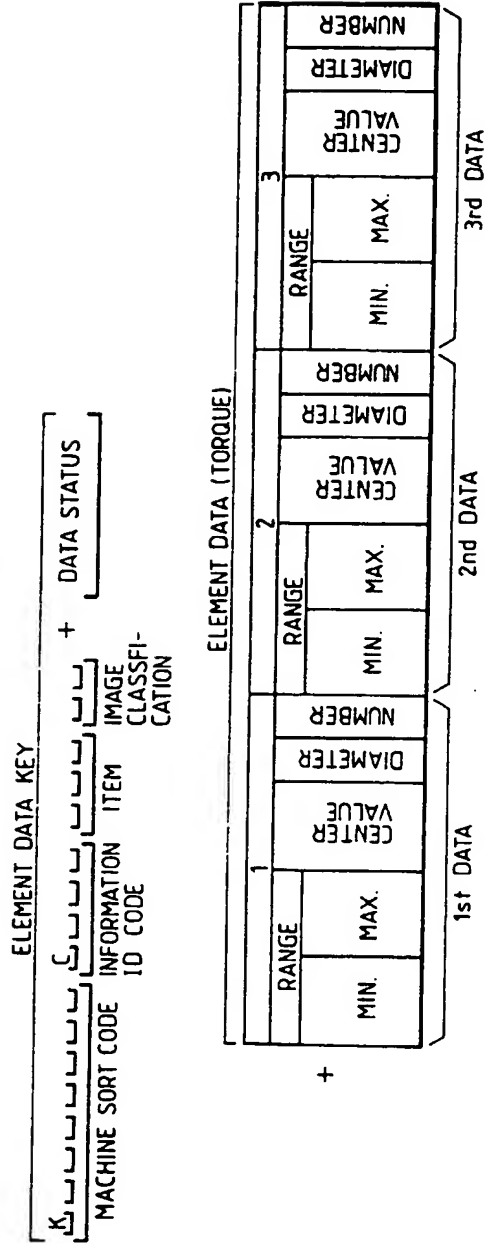 ELEMENT DATA KEY
K C
MACHINE SORT CODE INFORMATION ID CODE ITEM IMAGE CLASSFI-CATION + DATA STATUS
+
ELEMENT DATA (TORQUE)
1 2 3
RANGE CENTER VALUE DIAMETER NUMBER RANGE CENTER VALUE DIAMETER NUMBER RANGE CENTER VALUE DIAMETER NUMBER
MIN. MAX. MIN. MAX. MIN. MAX.
1st DATA 2nd DATA 3rd DATA